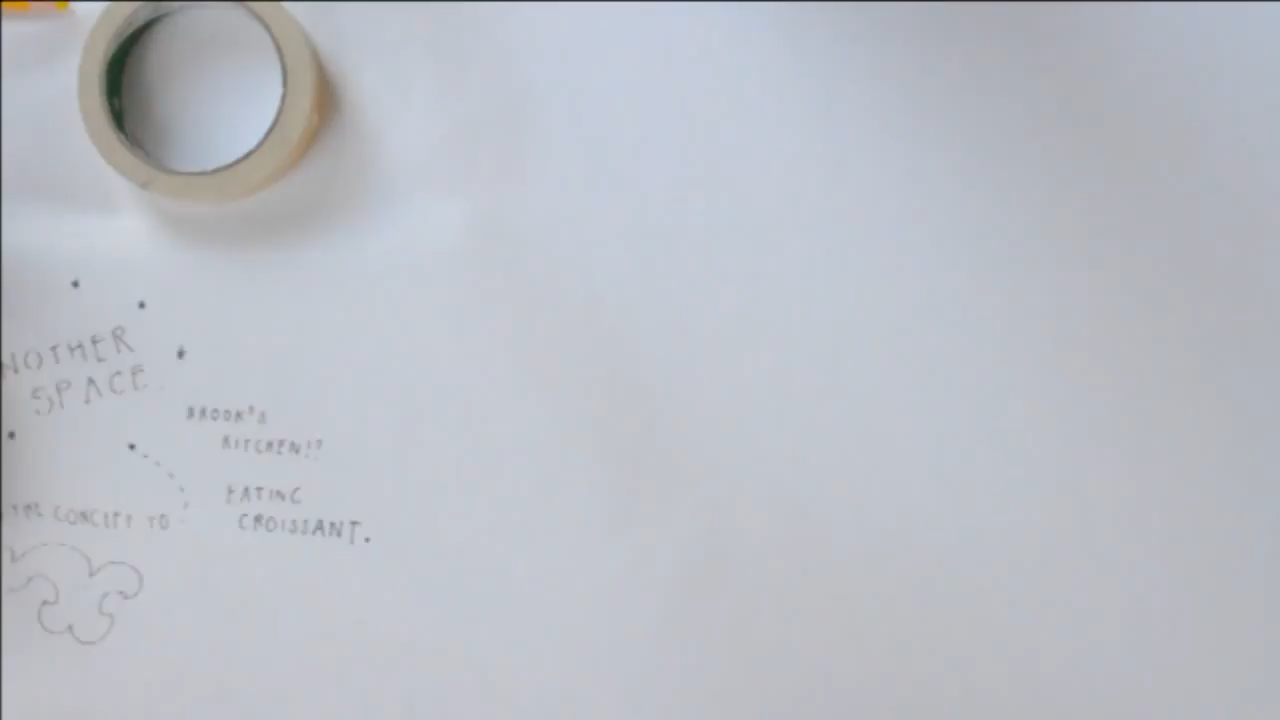 NOTHER
SPACE
BROOK'S
KITCHEN!?
EATING
CROISSANT.
THE CONCEPT TO